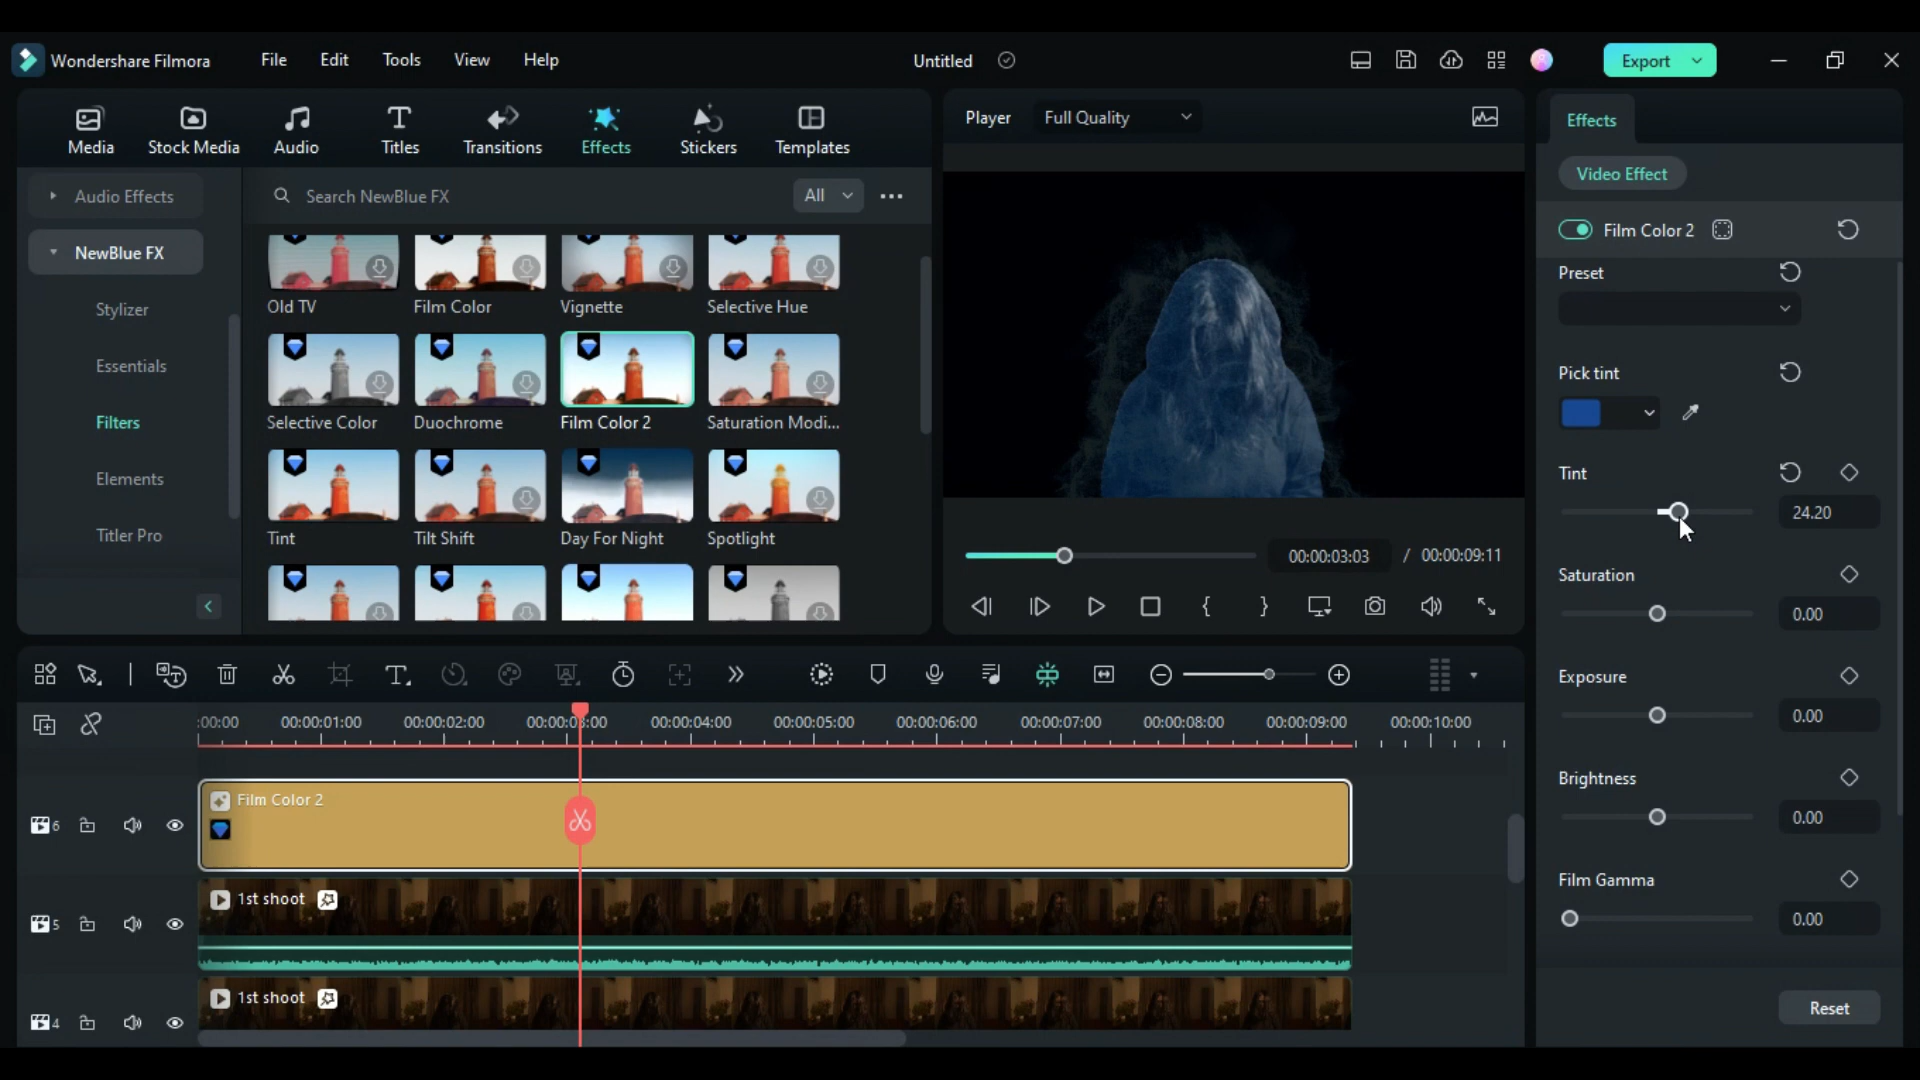 Wondershare Filmora
File
Edit
Tools
View
Help
Untitled
Export
Media
Stock Media
Audio
Titles
Transitions
Effects
Stickers
Templates
Player
Full Quality
Effects
Video Effect
Audio Effects
Search NewBlue FX
All
NewBlue FX
Film Color 2
Stylizer
Essentials
Filters
Elements
Titler Pro
Old TV
Film Color
Vignette
Selective Hue
Selective Color
Duochrome
Film Color 2
Saturation Modi...
Tint
Tilt Shift
Day For Night
Spotlight
Preset
Pick tint
Tint
24.20
Saturation
0.00
Exposure
0.00
Brightness
0.00
Film Gamma
0.00
Reset
00:00:03:03 / 00:00:09:11
:00:00
00:00:01:00
00:00:02:00
00:00:03:00
00:00:04:00
00:00:05:00
00:00:06:00
00:00:07:00
00:00:08:00
00:00:09:00
00:00:10:00
6
Film Color 2
5
1st shoot
4
1st shoot